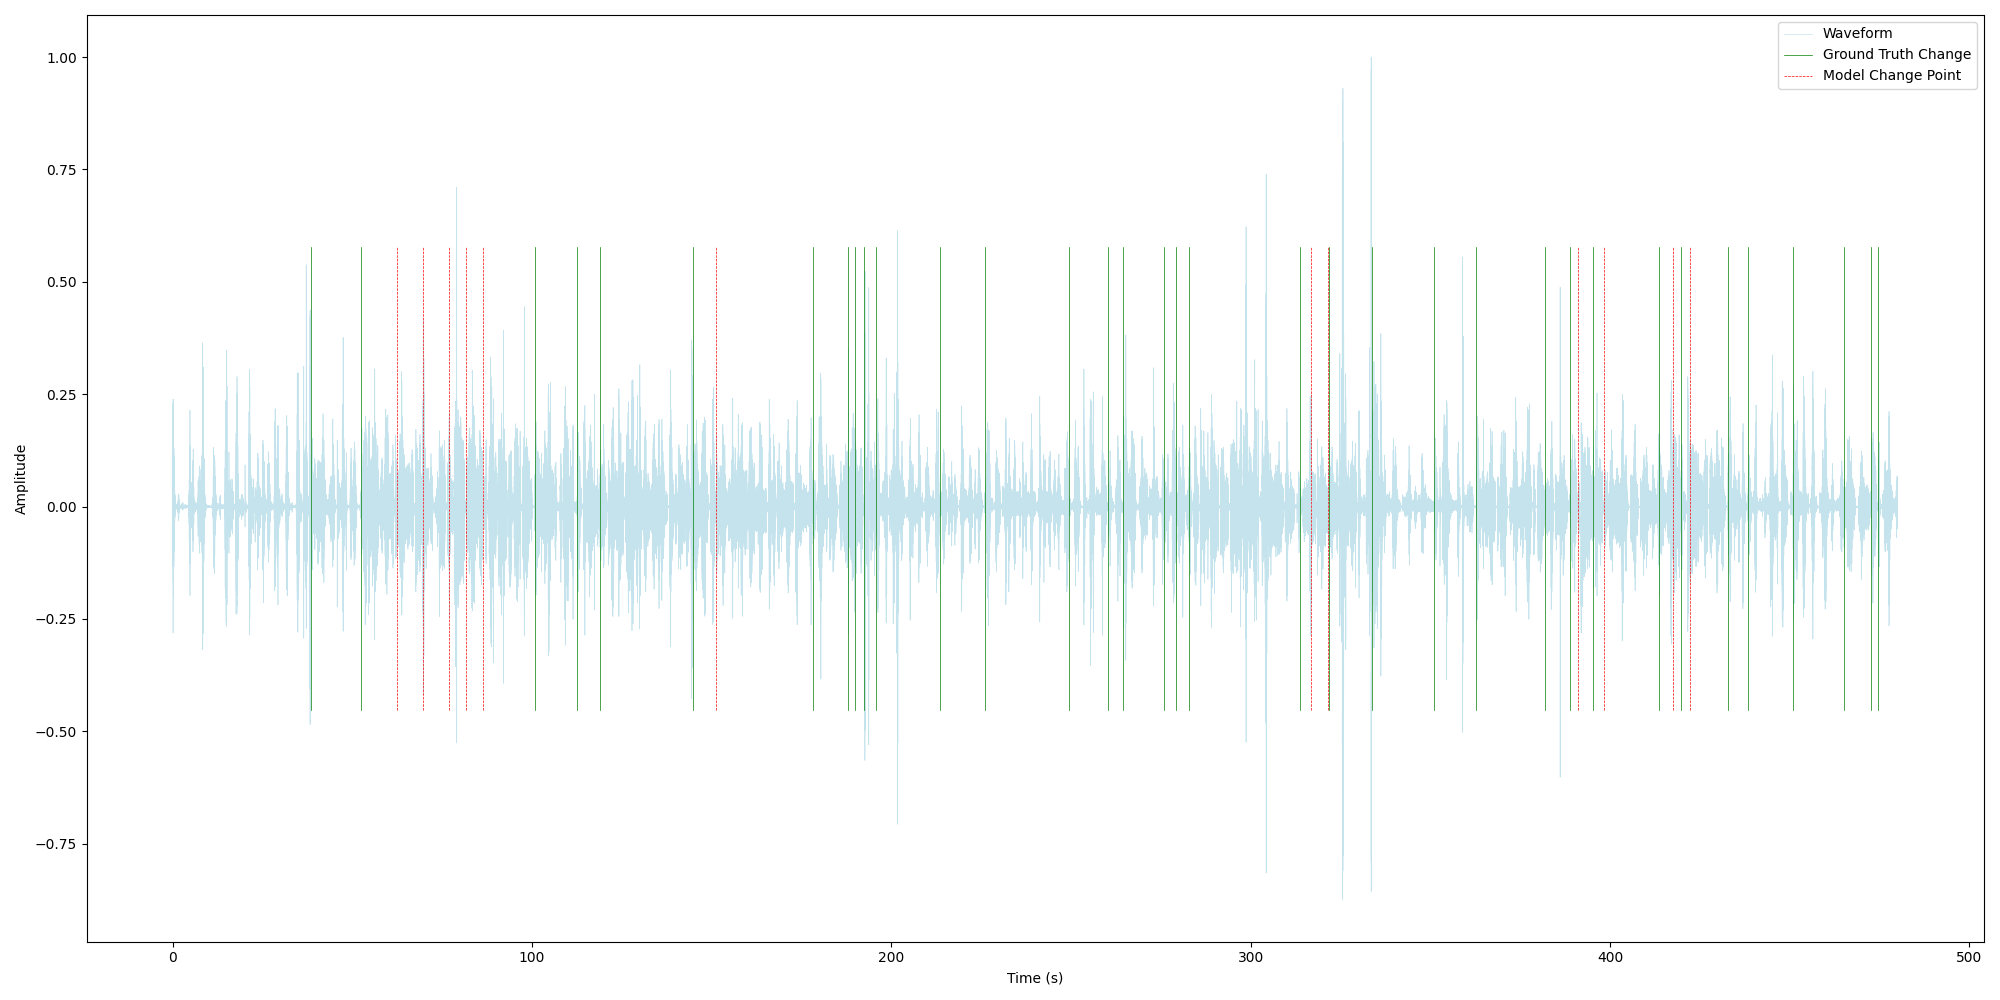 Waveform
Ground Truth Change
Model Change Point
1.00
0.75
0.50
0.25
0.00
−0.25
−0.50
−0.75
Amplitude
0 100 200 300 400 500
Time (s)